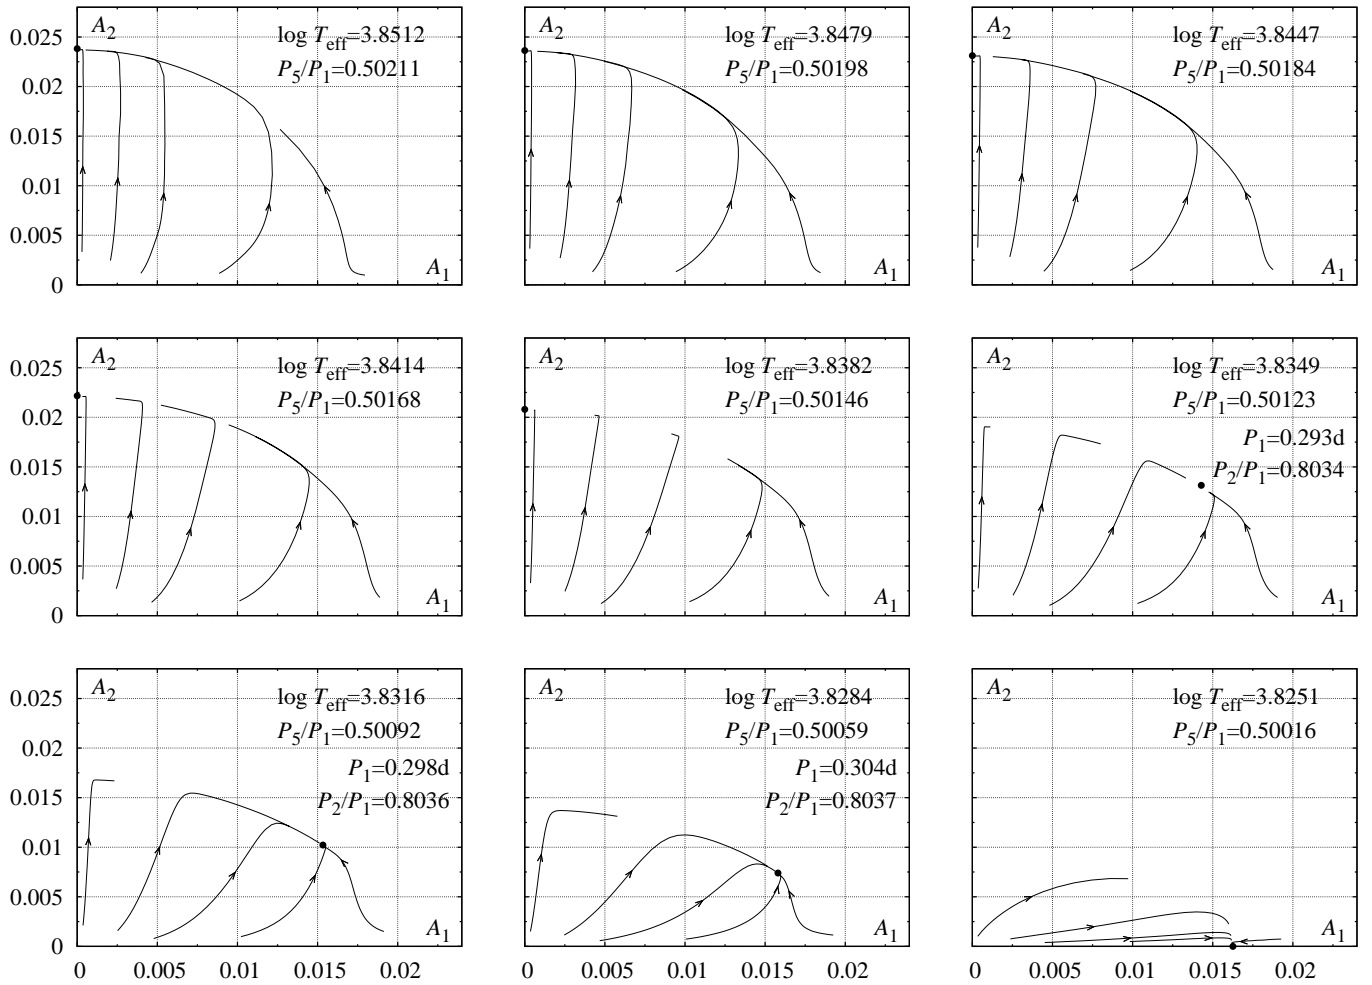 0.025
0.02
0.015
0.01
0.005
0
A2
log Teff=3.8512
P5/P1=0.50211
A1
A2
log Teff=3.8479
P5/P1=0.50198
A1
A2
log Teff=3.8447
P5/P1=0.50184
A1
0.025
0.02
0.015
0.01
0.005
0
A2
log Teff=3.8414
P5/P1=0.50168
A1
A2
log Teff=3.8382
P5/P1=0.50146
A1
A2
log Teff=3.8349
P5/P1=0.50123
P1=0.293d
P2/P1=0.8034
A1
0.025
0.02
0.015
0.01
0.005
0
A2
log Teff=3.8316
P5/P1=0.50092
P1=0.298d
P2/P1=0.8036
A1
A2
log Teff=3.8284
P5/P1=0.50059
P1=0.304d
P2/P1=0.8037
A1
A2
log Teff=3.8251
P5/P1=0.50016
A1
0 0.005 0.01 0.015 0.02
0 0.005 0.01 0.015 0.02
0 0.005 0.01 0.015 0.02